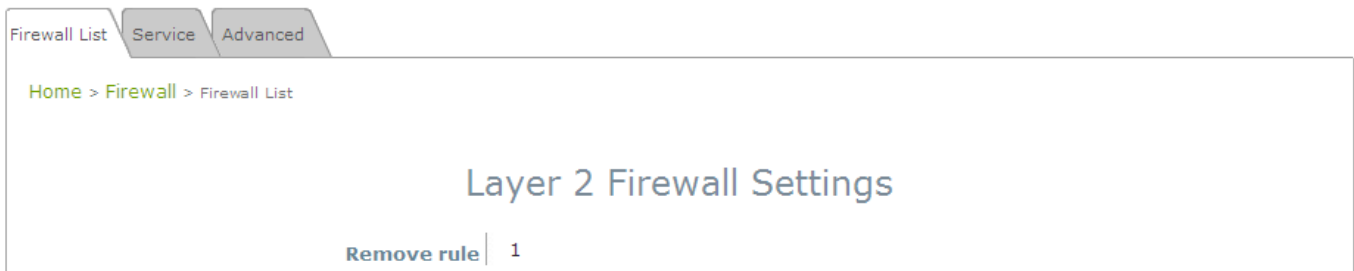 Firewall List Service Advanced
Home > Firewall > Firewall List
Layer 2 Firewall Settings
Remove rule 1